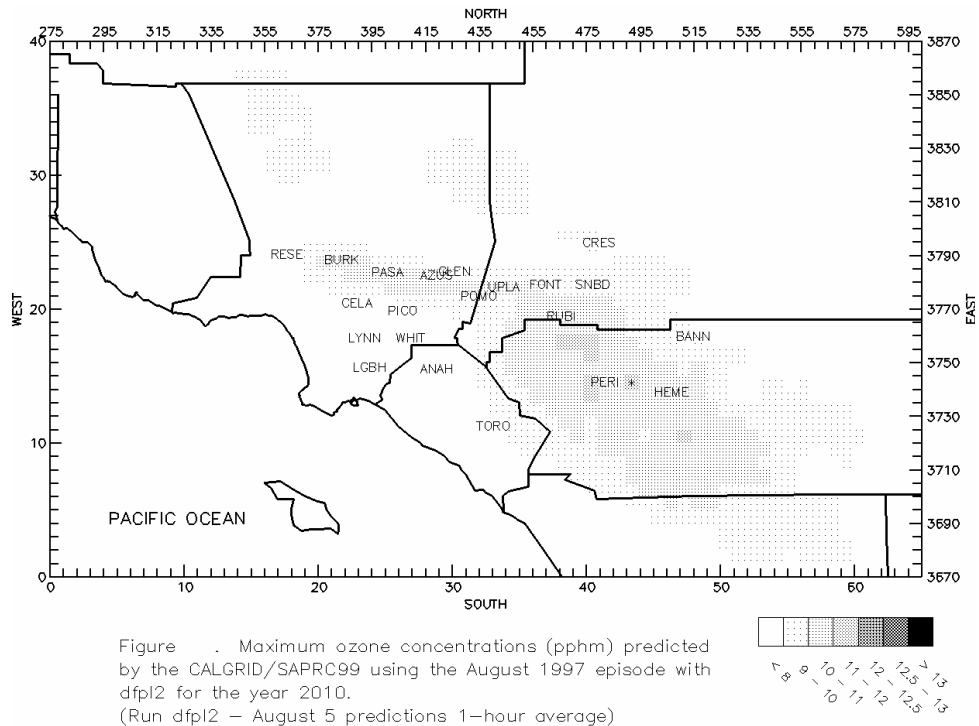 NORTH
275 295 315 335 355 375 395 415 435 455 475 495 515 535 555 575 595
40 3870
3850
3830
30
3810
CRES
RESE 3790
BURK
PASA AZUS GLEN
UPLA FONT SNBD
POMO
CELA 3770
20 PICO RUBI
WEST EAST
LYNN WHIT BANN
LGBH ANAH 3750
PERI *
HEME
3730
TORO
10
3710
PACIFIC OCEAN 3690
0 3670
0 10 20 30 40 50 60
SOUTH
Figure . Maximum ozone concentrations (pphm) predicted
by the CALGRID/SAPRC99 using the August 1997 episode with
dfpl2 for the year 2010.
(Run dfpl2 – August 5 predictions 1–hour average)
< 8
9 – 10
10 – 11
11 – 12
12 – 12.5
12.5 – 13
> 13